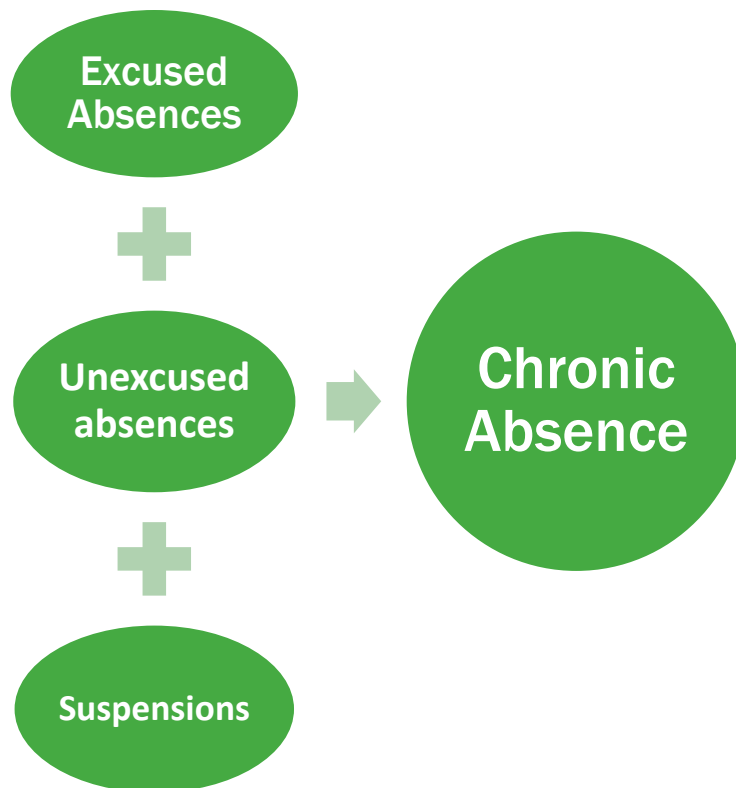 Excused
Absences
Unexcused
absences
Chronic
Absence
Suspensions